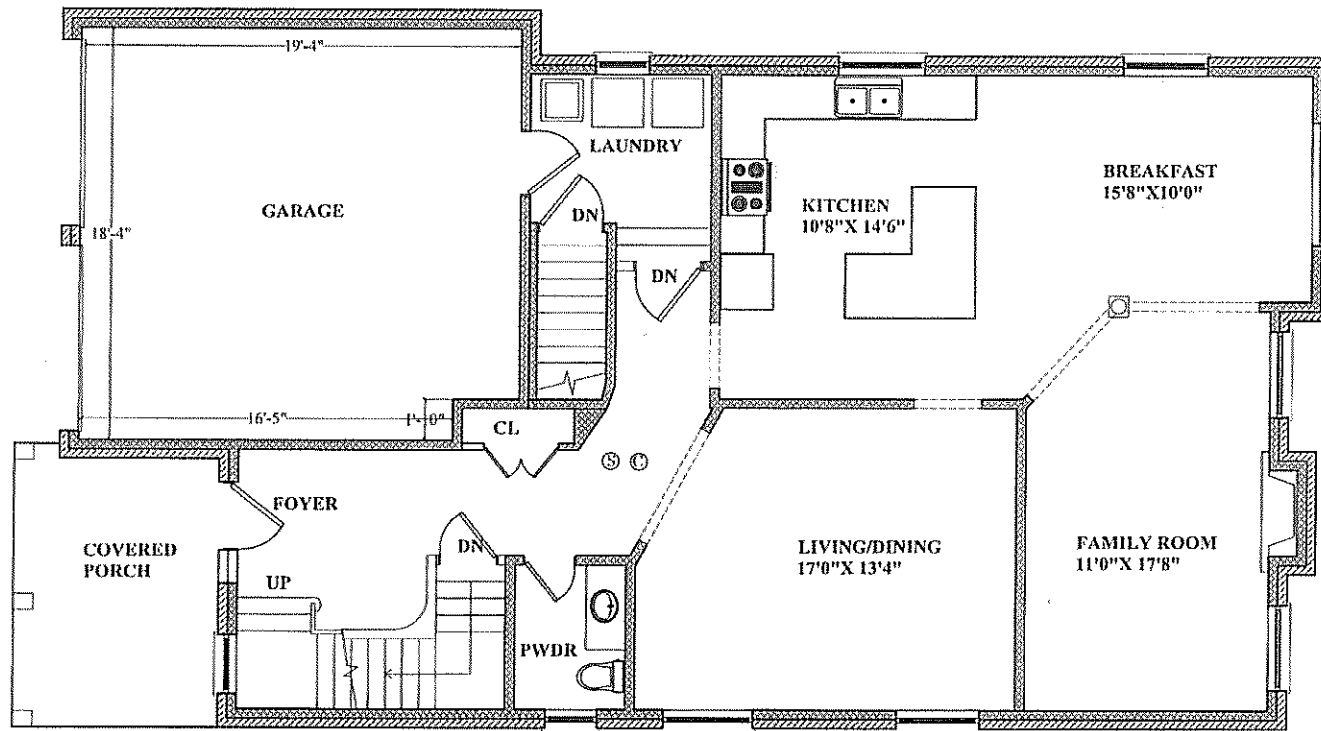 19'-4"
LAUNDRY
BREAKFAST
15'8"X10'0"
GARAGE
18'-4"
DN
KITCHEN
10'8"X 14'6"
DN
16'-5"
1'-10"
CL
S C
FOYER
COVERED
PORCH
DN
LIVING/DINING
17'0"X 13'4"
FAMILY ROOM
11'0"X 17'8"
UP
PWDR